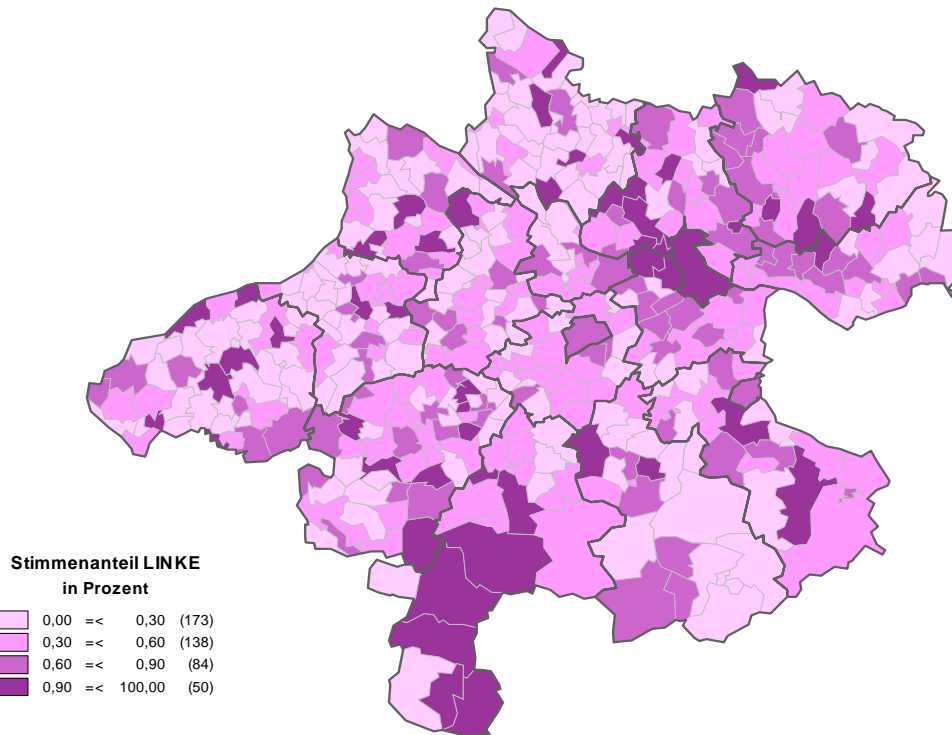 Stimmenanteil LINKE
in Prozent
0,00 =< 0,30 (173)
0,30 =< 0,60 (138)
0,60 =< 0,90 (84)
0,90 =< 100,00 (50)